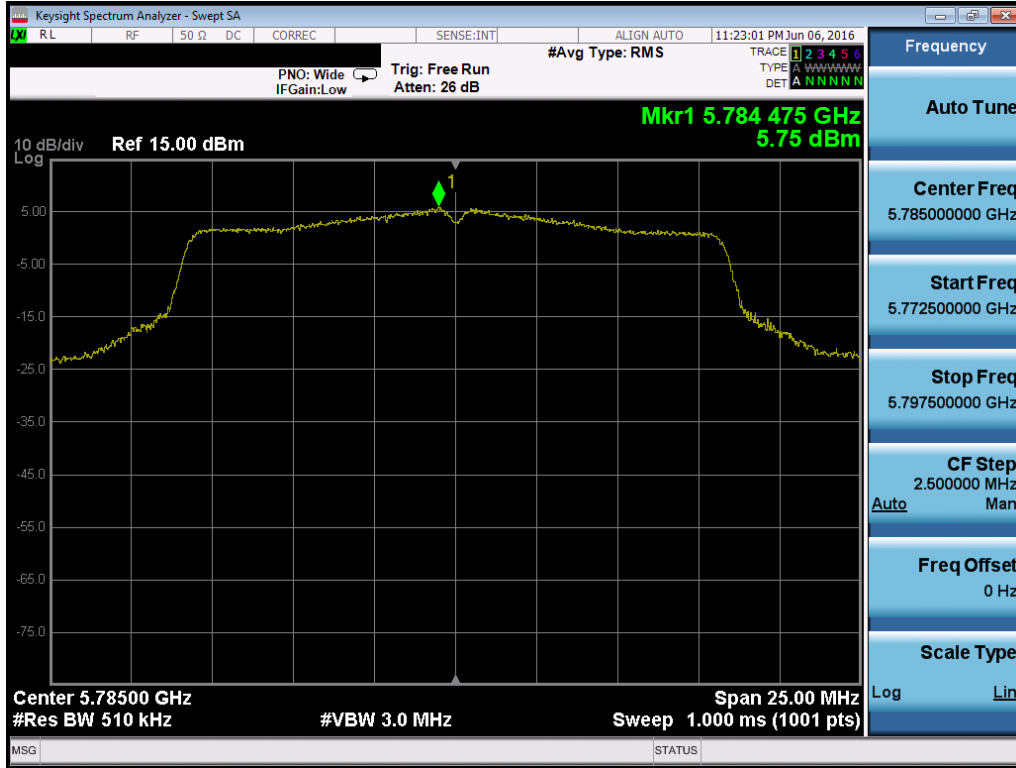 Keysight Spectrum Analyzer - Swept SA
LXI RL RF 50 Ω DC CORREC SENSE:INT ALIGN AUTO 11:23:01 PM Jun 06, 2016
PNO: Wide
IFGain:Low
Trig: Free Run
Atten: 26 dB
#Avg Type: RMS
TRACE 1 2 3 4 5 6
TYPE A WWWWW
DET A N N N N N
Mkr1 5.784 475 GHz
5.75 dBm
10 dB/div Ref 15.00 dBm
Log
1
5.00
-5.00
-15.0
-25.0
-35.0
-45.0
-55.0
-65.0
-75.0
Center 5.78500 GHz Span 25.00 MHz
#Res BW 510 kHz #VBW 3.0 MHz Sweep 1.000 ms (1001 pts)
MSG STATUS
Frequency
Auto Tune
Center Freq
5.785000000 GHz
Start Freq
5.772500000 GHz
Stop Freq
5.797500000 GHz
CF Step
2.500000 MHz
Auto Man
Freq Offset
0 Hz
Scale Type
Log Lin